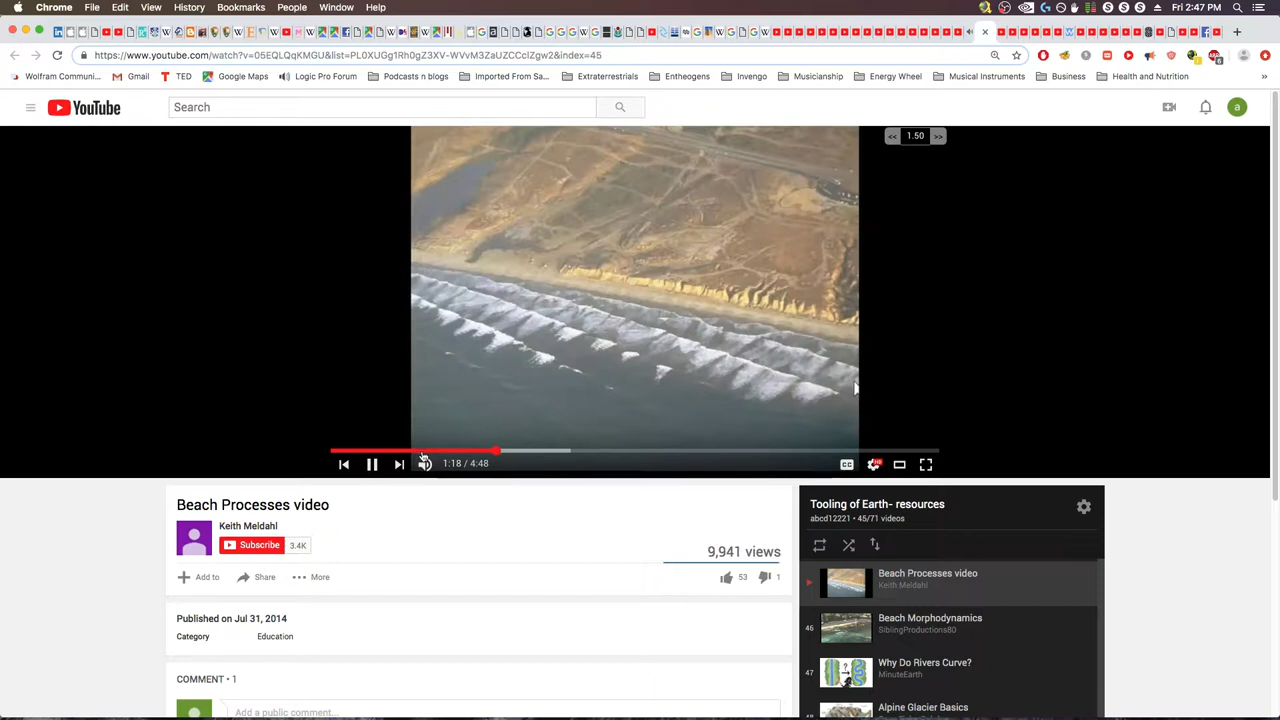 Chrome File Edit View History Bookmarks People Window Help Fri 2:47 PM
https://www.youtube.com/watch?v=05EQLQqKMGU&list=PL0XUGg1Rh0gZ3XV-WVvM3ZaUZCCclZgw2&index=45
Wolfram Communi... Gmail TED Google Maps Logic Pro Forum Podcasts n blogs Imported From Sa... Extraterrestrials Entheogens Invengo Musicianship Energy Wheel Musical Instruments Business Health and Nutrition »
YouTube Search a
<< 1.50 >>
1:18 / 4:48 CC HD
Beach Processes video
Keith Meldahl
Subscribe 3.4K
9,941 views
Add to Share More 53 1
Published on Jul 31, 2014
Category Education
COMMENT • 1
Add a public comment...
Tooling of Earth- resources
abcd12221 • 45/71 videos
Beach Processes video
Keith Meldahl
46 Beach Morphodynamics
SiblingProductions80
47 Why Do Rivers Curve?
MinuteEarth
Alpine Glacier Basics